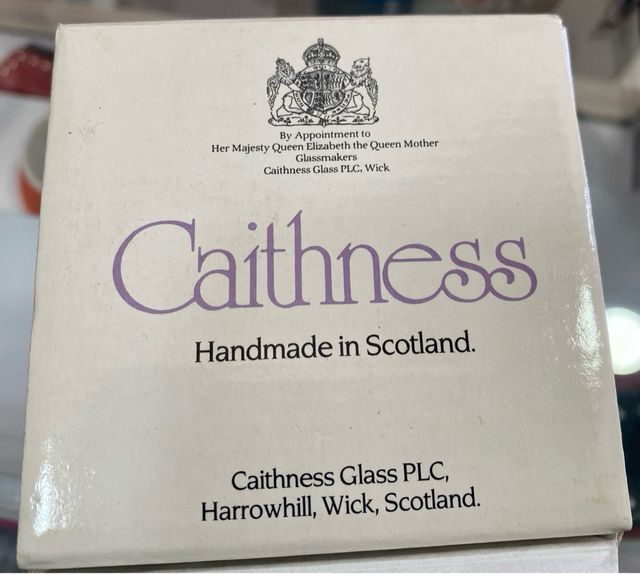 By Appointment to
Her Majesty Queen Elizabeth the Queen Mother
Glassmakers
Caithness Glass PLC, Wick
Caithness
Handmade in Scotland.
Caithness Glass PLC,
Harrowhill, Wick, Scotland.